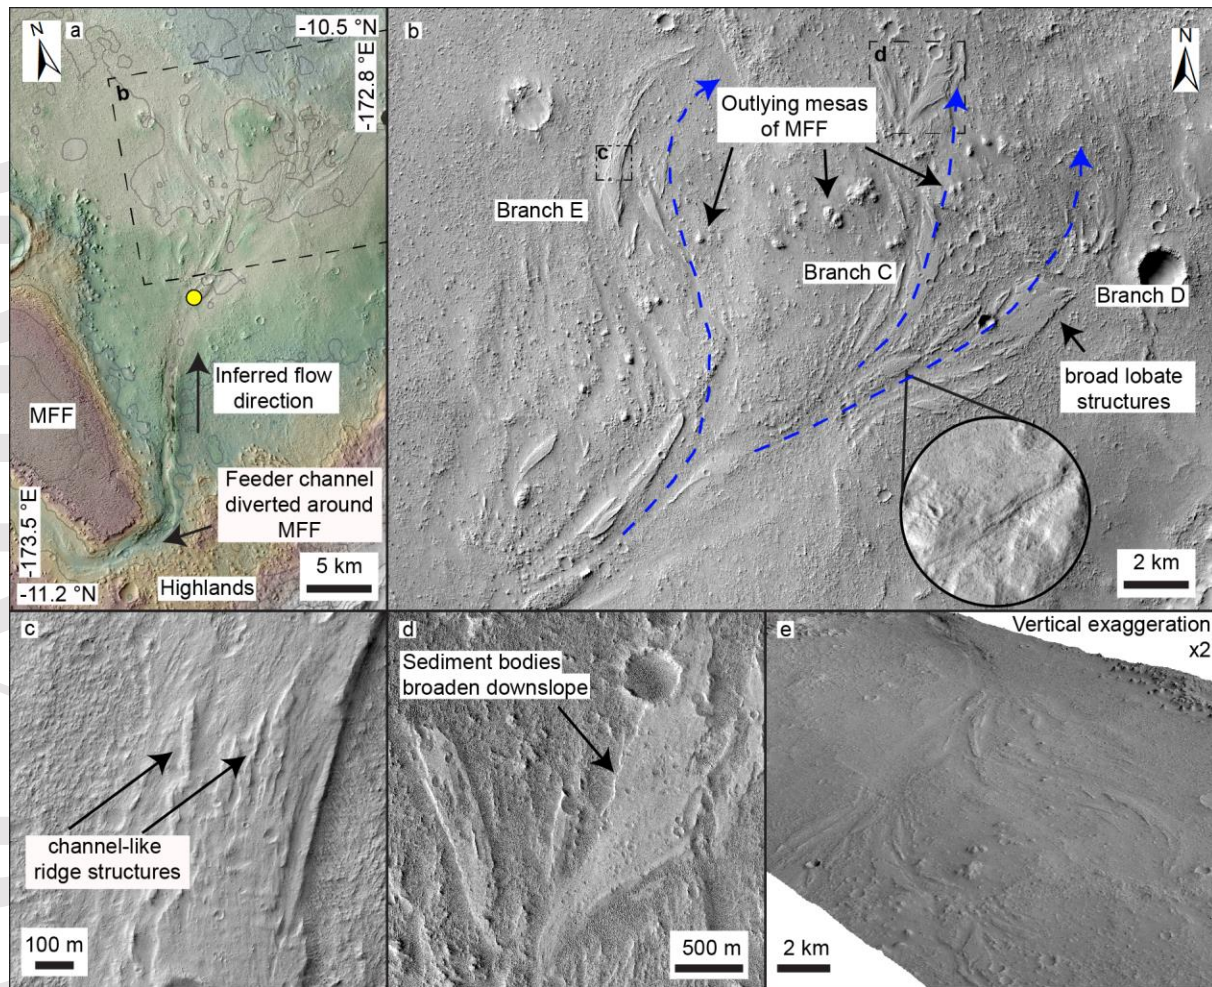 a
N
-10.5 °N
-172.8 °E
b
MFF
Inferred flow
direction
Feeder channel
diverted around
MFF
-173.5 °E
-11.2 °N
Highlands
5 km
b
N
d
Outlying mesas
of MFF
c
Branch E
Branch C
Branch D
broad lobate
structures
2 km
c
channel-like
ridge structures
100 m
d
Sediment bodies
broaden downslope
500 m
e
Vertical exaggeration
x2
2 km